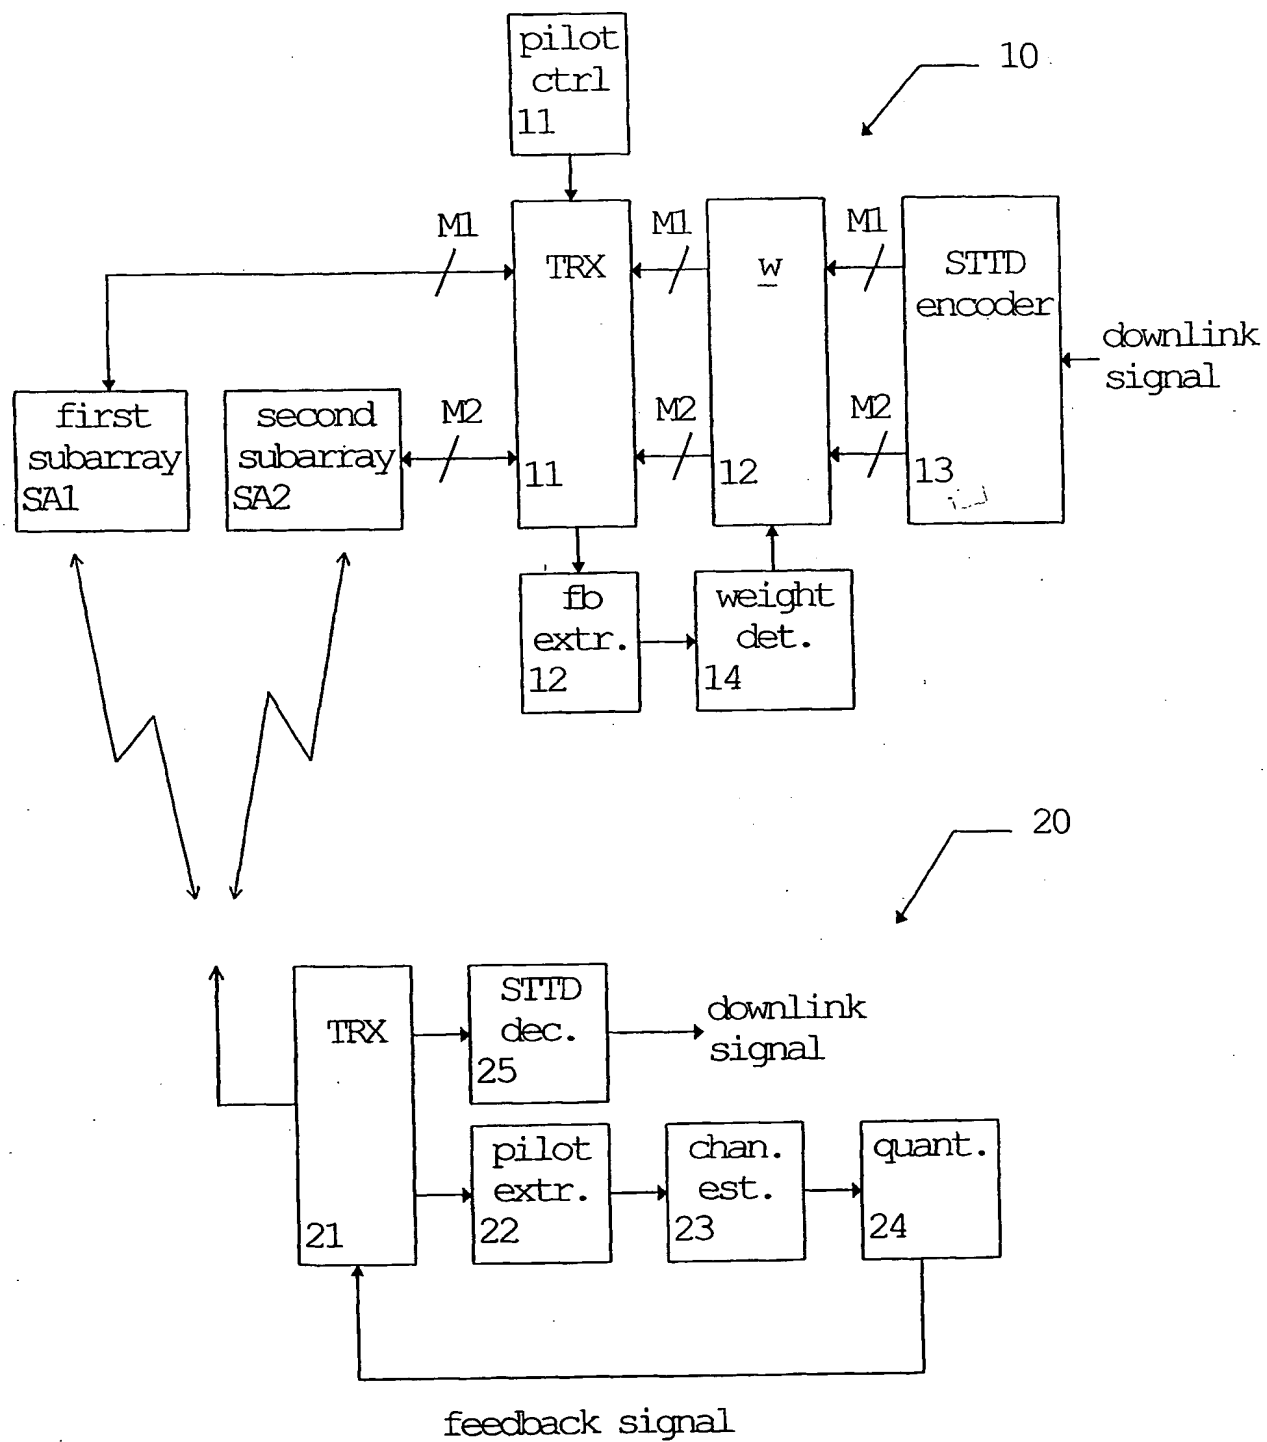 pilot
ctrl
11
10
M1
TRX
11
M1
w
12
M1
STTD
encoder
13
downlink
signal
first
subarray
SA1
second
subarray
SA2
M2
M2
M2
fb
extr.
12
weight
det.
14
20
TRX
21
STTD
dec.
25
downlink
signal
pilot
extr.
22
chan.
est.
23
quant.
24
feedback signal